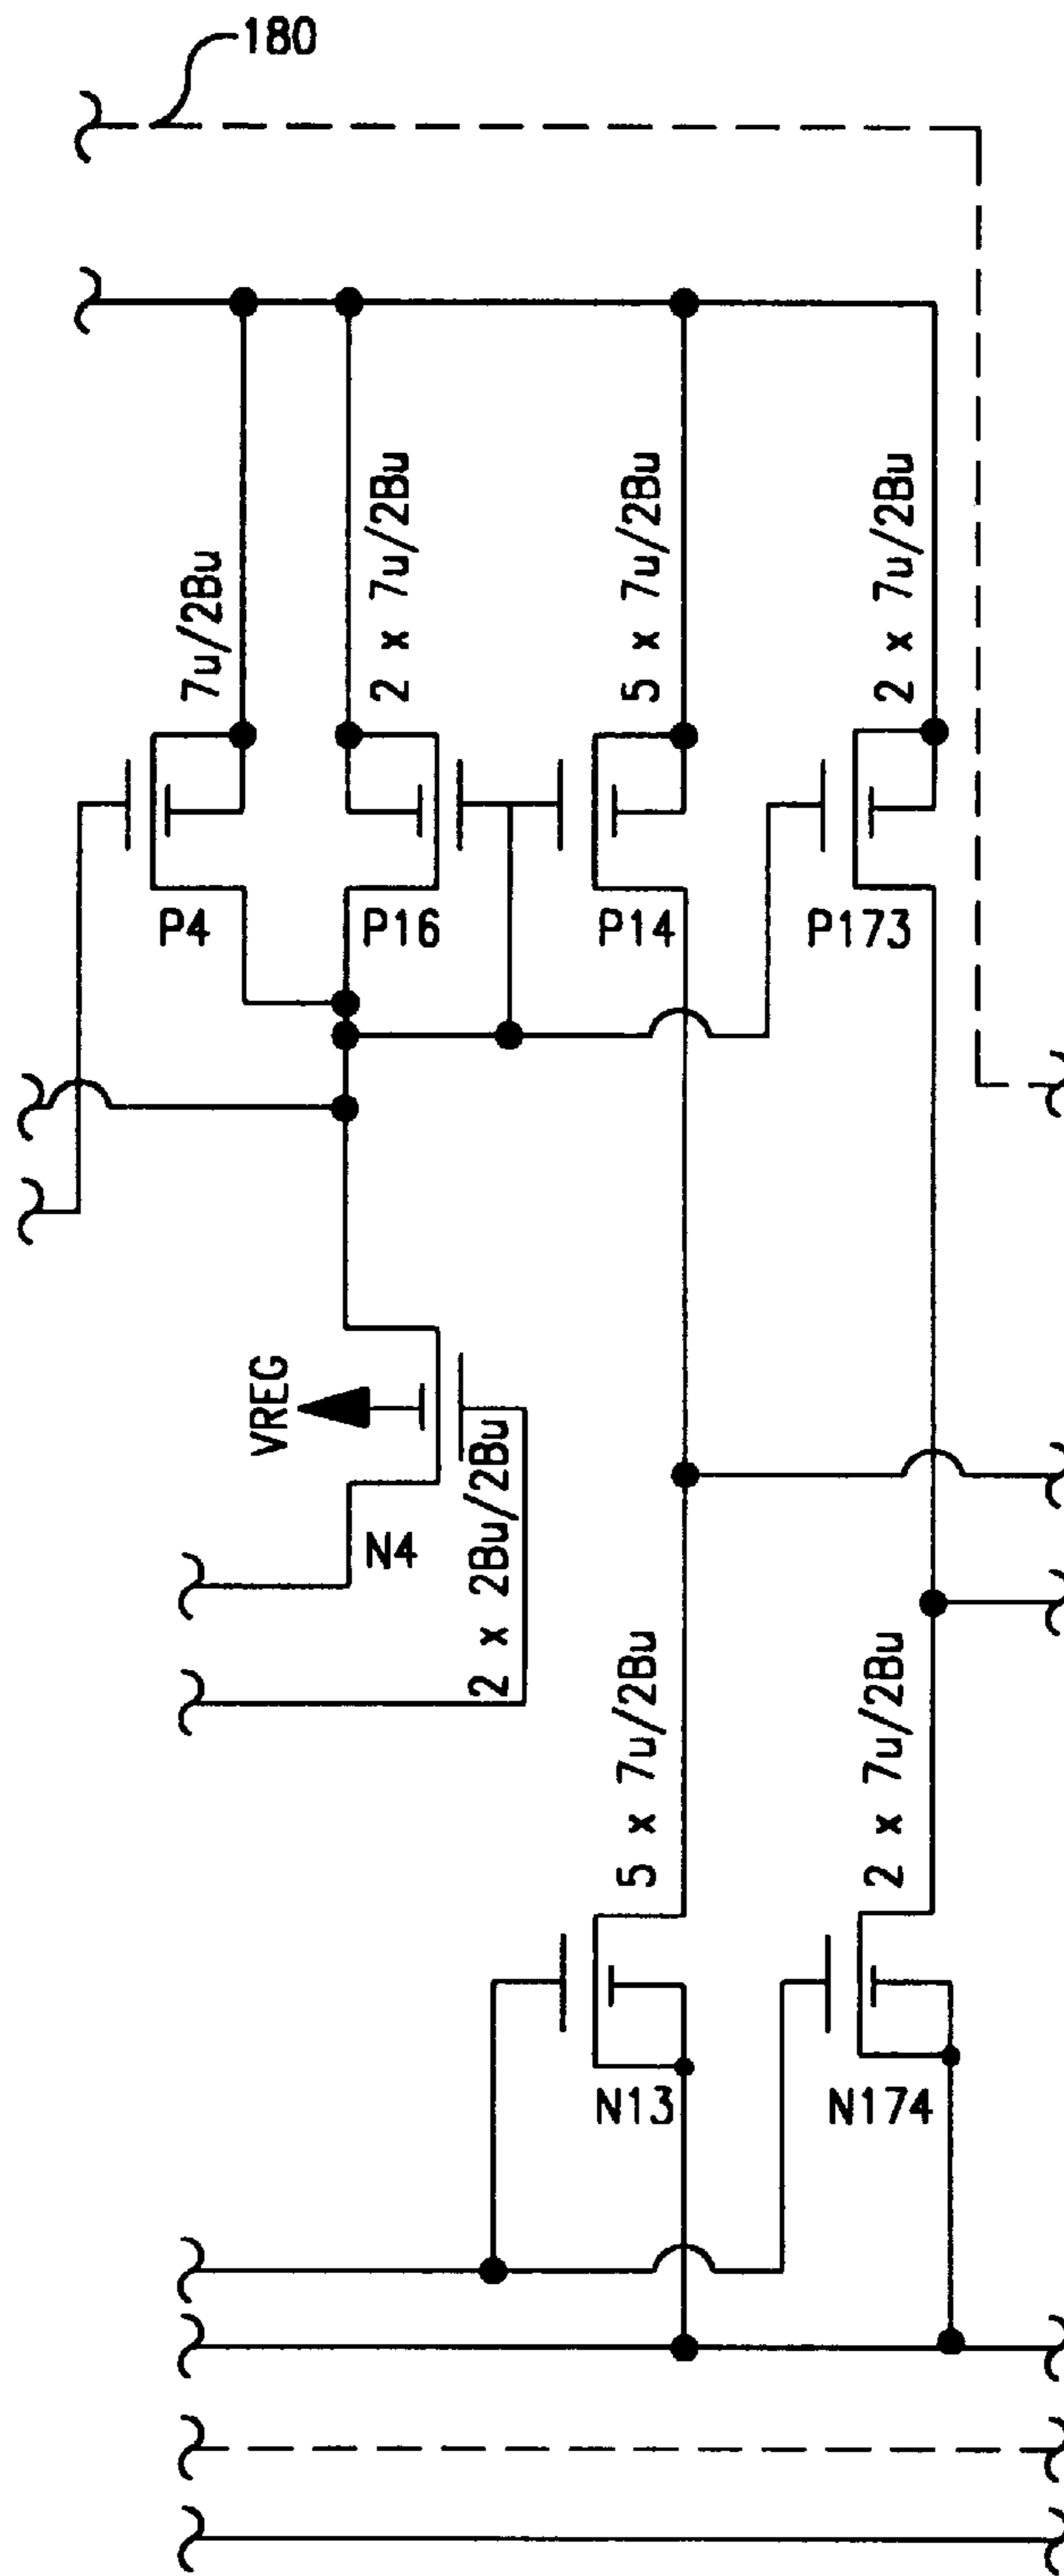 180
7u/2Bu
2 x 7u/2Bu
5 x 7u/2Bu
2 x 7u/2Bu
P4
P16
P14
P173
VREG
N4
2 x 2Bu/2Bu
5 x 7u/2Bu
2 x 7u/2Bu
N13
N174